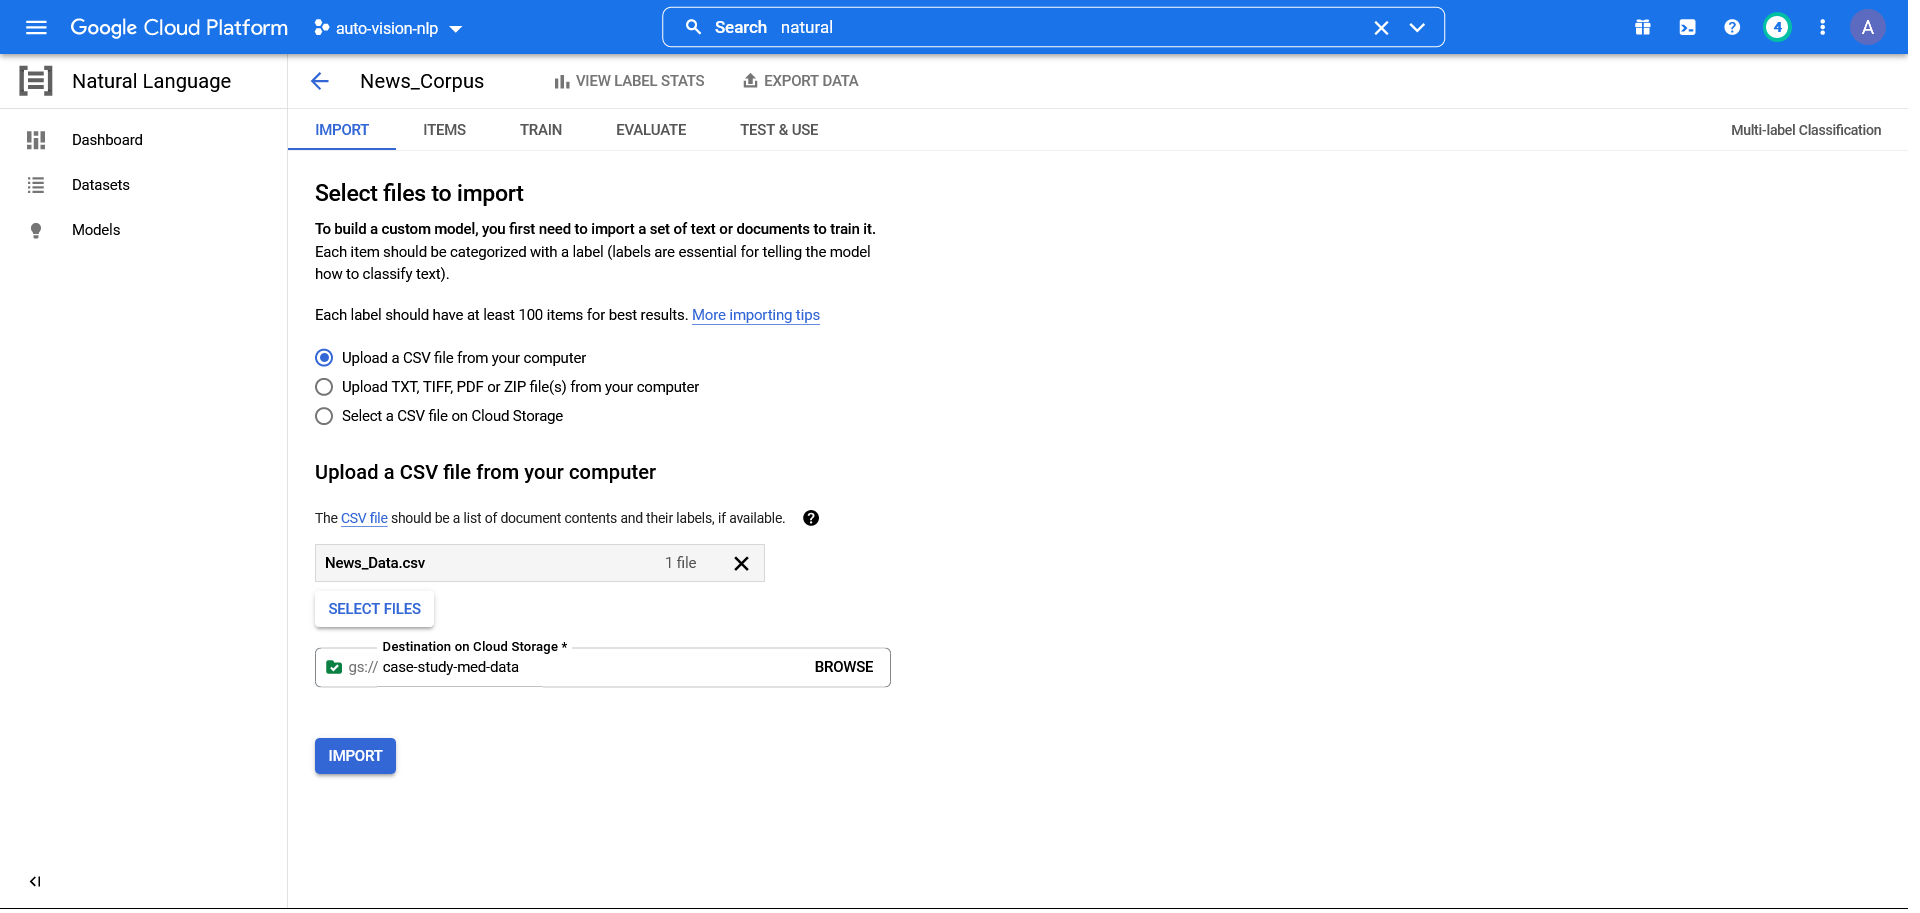 Google Cloud Platform auto-vision-nlp Search natural 4 A
Natural Language
Dashboard
Datasets
Models
News_Corpus VIEW LABEL STATS EXPORT DATA
IMPORT ITEMS TRAIN EVALUATE TEST & USE Multi-label Classification
Select files to import
To build a custom model, you first need to import a set of text or documents to train it.
Each item should be categorized with a label (labels are essential for telling the model
how to classify text).
Each label should have at least 100 items for best results. More importing tips
Upload a CSV file from your computer
Upload TXT, TIFF, PDF or ZIP file(s) from your computer
Select a CSV file on Cloud Storage
Upload a CSV file from your computer
The CSV file should be a list of document contents and their labels, if available. ?
News_Data.csv 1 file
SELECT FILES
Destination on Cloud Storage *
gs:// case-study-med-data BROWSE
IMPORT